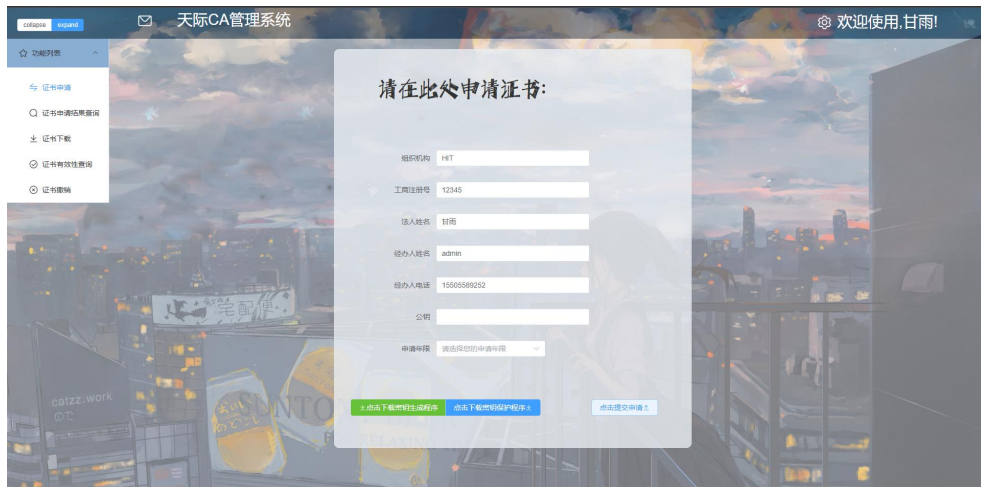 collapse expand
天际CA管理系统
欢迎使用,甘雨!
功能列表
证书申请
证书申请结果查询
证书下载
证书有效性查询
证书撤销
请在此处申请证书:
组织机构 HIT
工商注册号 12345
法人姓名 甘雨
经办人姓名 admin
经办人电话 15505589252
公钥
申请年限 请选择您的申请年限
点击下载密钥生成程序 点击下载密钥保护程序 点击提交申请
宅配便
catzz.work
SUNTO
RELAXING